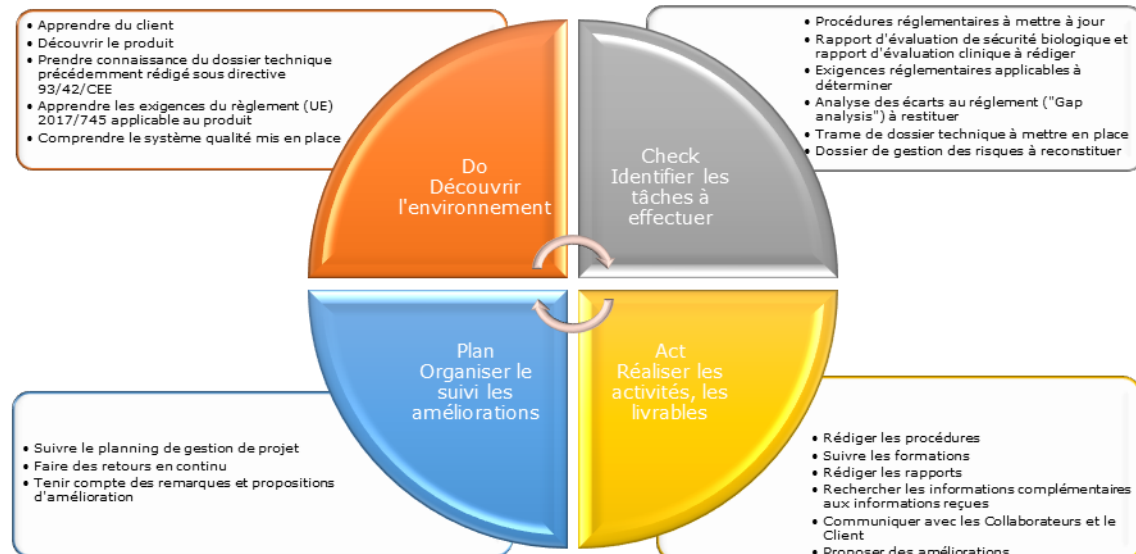 • Apprendre du client
• Découvrir le produit
• Prendre connaissance du dossier technique
précédemment rédigé sous directive
93/42/CEE
• Apprendre les exigences du règlement (UE)
2017/745 applicable au produit
• Comprendre le système qualité mis en place
• Procédures réglementaires à mettre à jour
• Rapport d'évaluation de sécurité biologique et
rapport d'évaluation clinique à rédiger
• Exigences réglementaires applicables à
déterminer
• Analyse des écarts au réglement ("Gap
analysis") à restituer
• Trame de dossier technique à mettre en place
• Dossier de gestion des risques à reconstituer
Do
Découvrir
l'environnement
Check
Identifier les
tâches à
effectuer
Plan
Organiser le
suivi les
améliorations
Act
Réaliser les
activités, les
livrables
• Suivre le planning de gestion de projet
• Faire des retours en continu
• Tenir compte des remarques et propositions
d'amélioration
• Rédiger les procédures
• Suivre les formations
• Rédiger les rapports
• Rechercher les informations complémentaires
aux informations reçues
• Communiquer avec les Collaborateurs et le
Client
• Proposer des améliorations